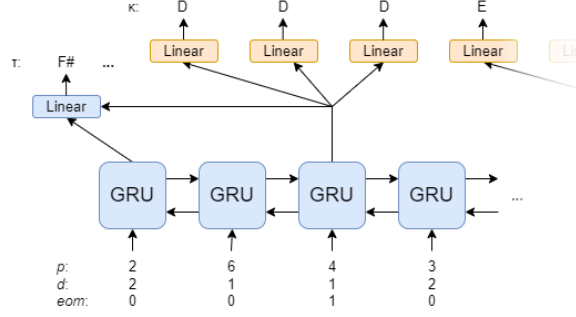 κ: D D D E
Linear Linear Linear Linear Linear
τ: F# ...
Linear
GRU GRU GRU GRU ...
p: 2 6 4 3
d: 2 1 1 2
eom: 0 0 1 0